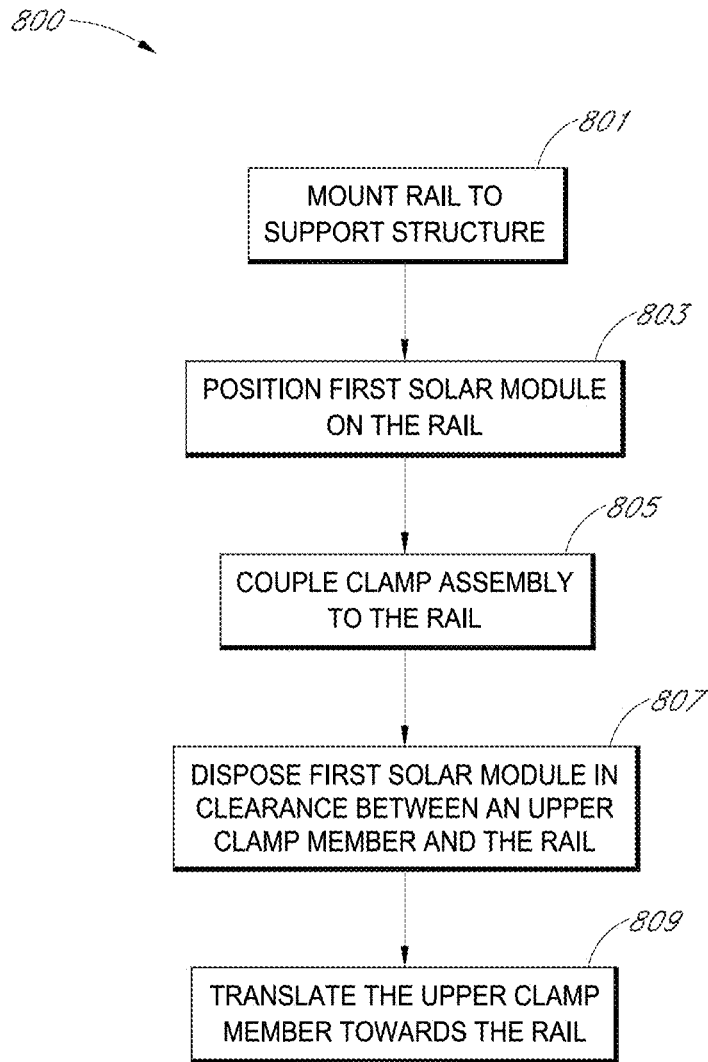 800
801
MOUNT RAIL TO
SUPPORT STRUCTURE
803
POSITION FIRST SOLAR MODULE
ON THE RAIL
805
COUPLE CLAMP ASSEMBLY
TO THE RAIL
807
DISPOSE FIRST SOLAR MODULE IN
CLEARANCE BETWEEN AN UPPER
CLAMP MEMBER AND THE RAIL
809
TRANSLATE THE UPPER CLAMP
MEMBER TOWARDS THE RAIL